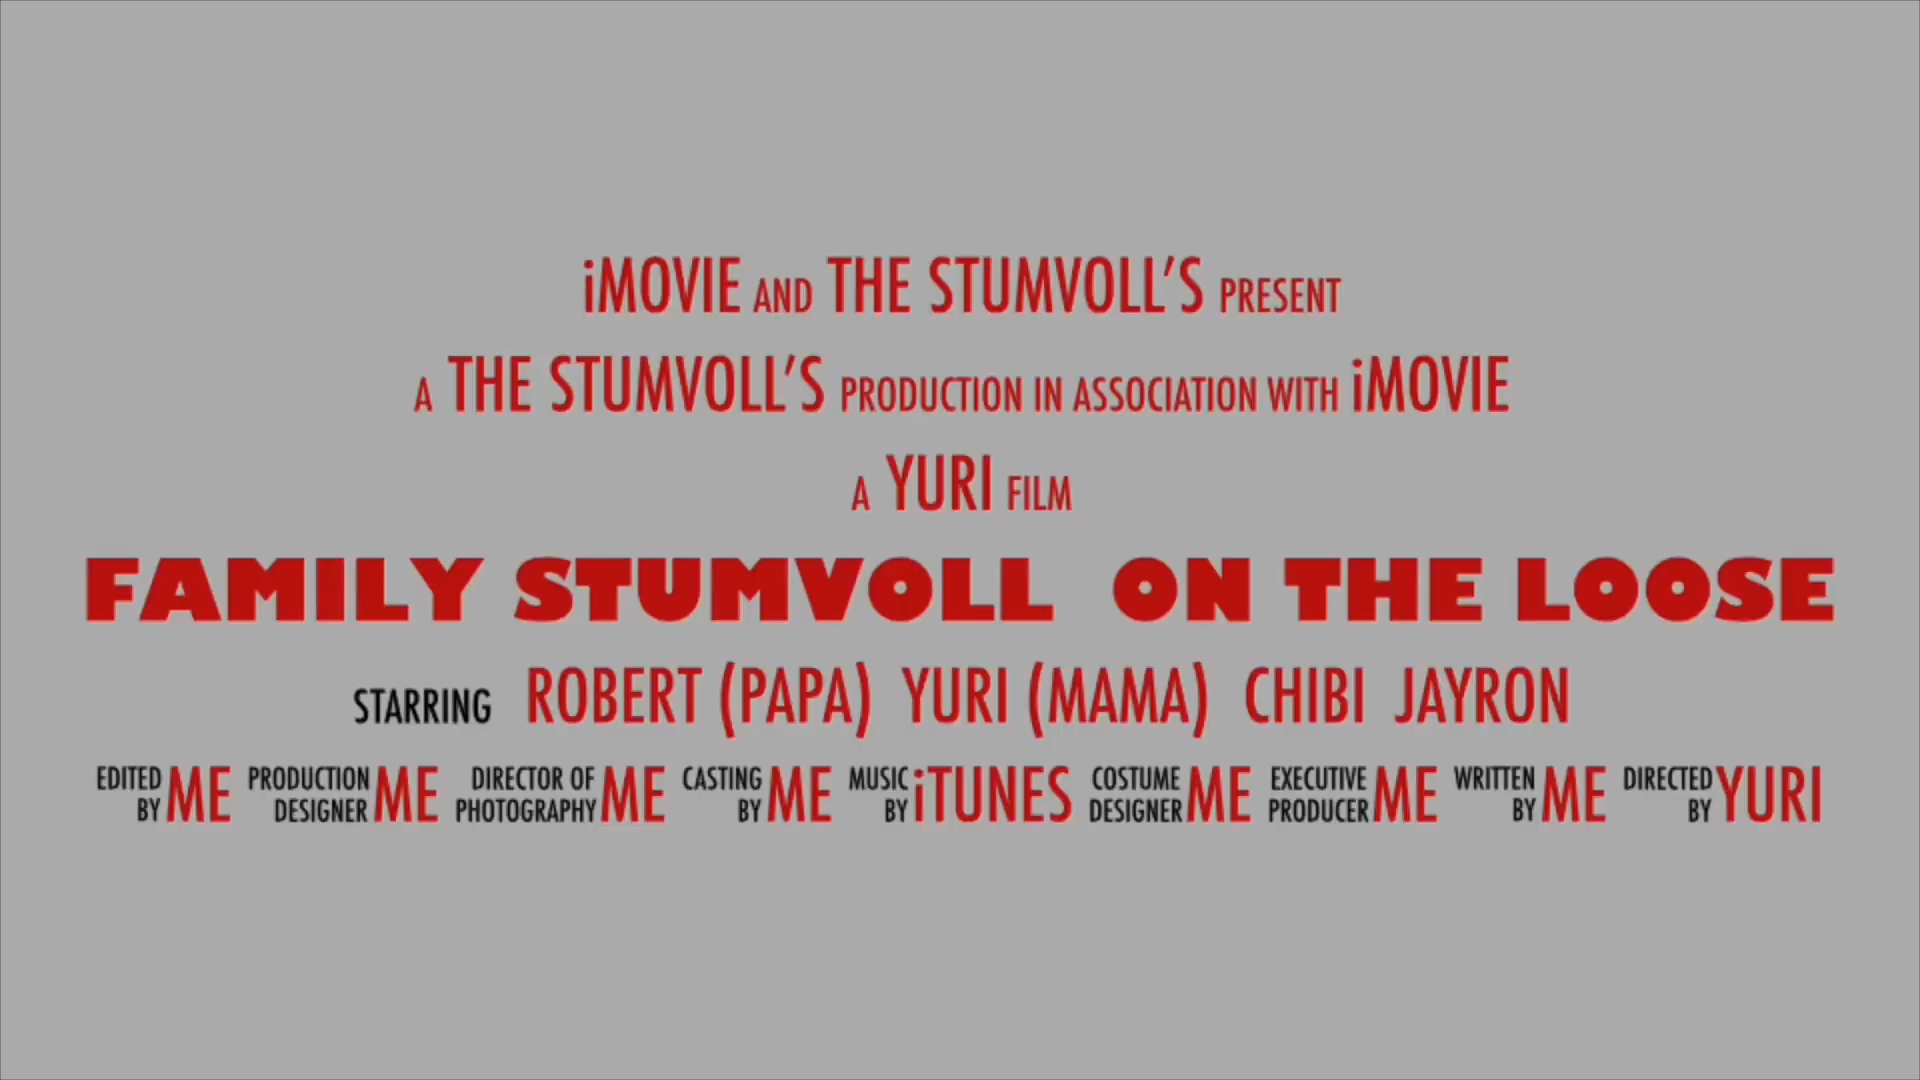 iMOVIE AND THE STUMVOLL'S PRESENT
A THE STUMVOLL'S PRODUCTION IN ASSOCIATION WITH iMOVIE
A YURI FILM
FAMILY STUMVOLL ON THE LOOSE
STARRING ROBERT (PAPA) YURI (MAMA) CHIBI JAYRON
EDITED BY ME PRODUCTION DESIGNER ME DIRECTOR OF PHOTOGRAPHY ME CASTING BY ME MUSIC BY iTUNES COSTUME DESIGNER ME EXECUTIVE PRODUCER ME WRITTEN BY ME DIRECTED BY YURI